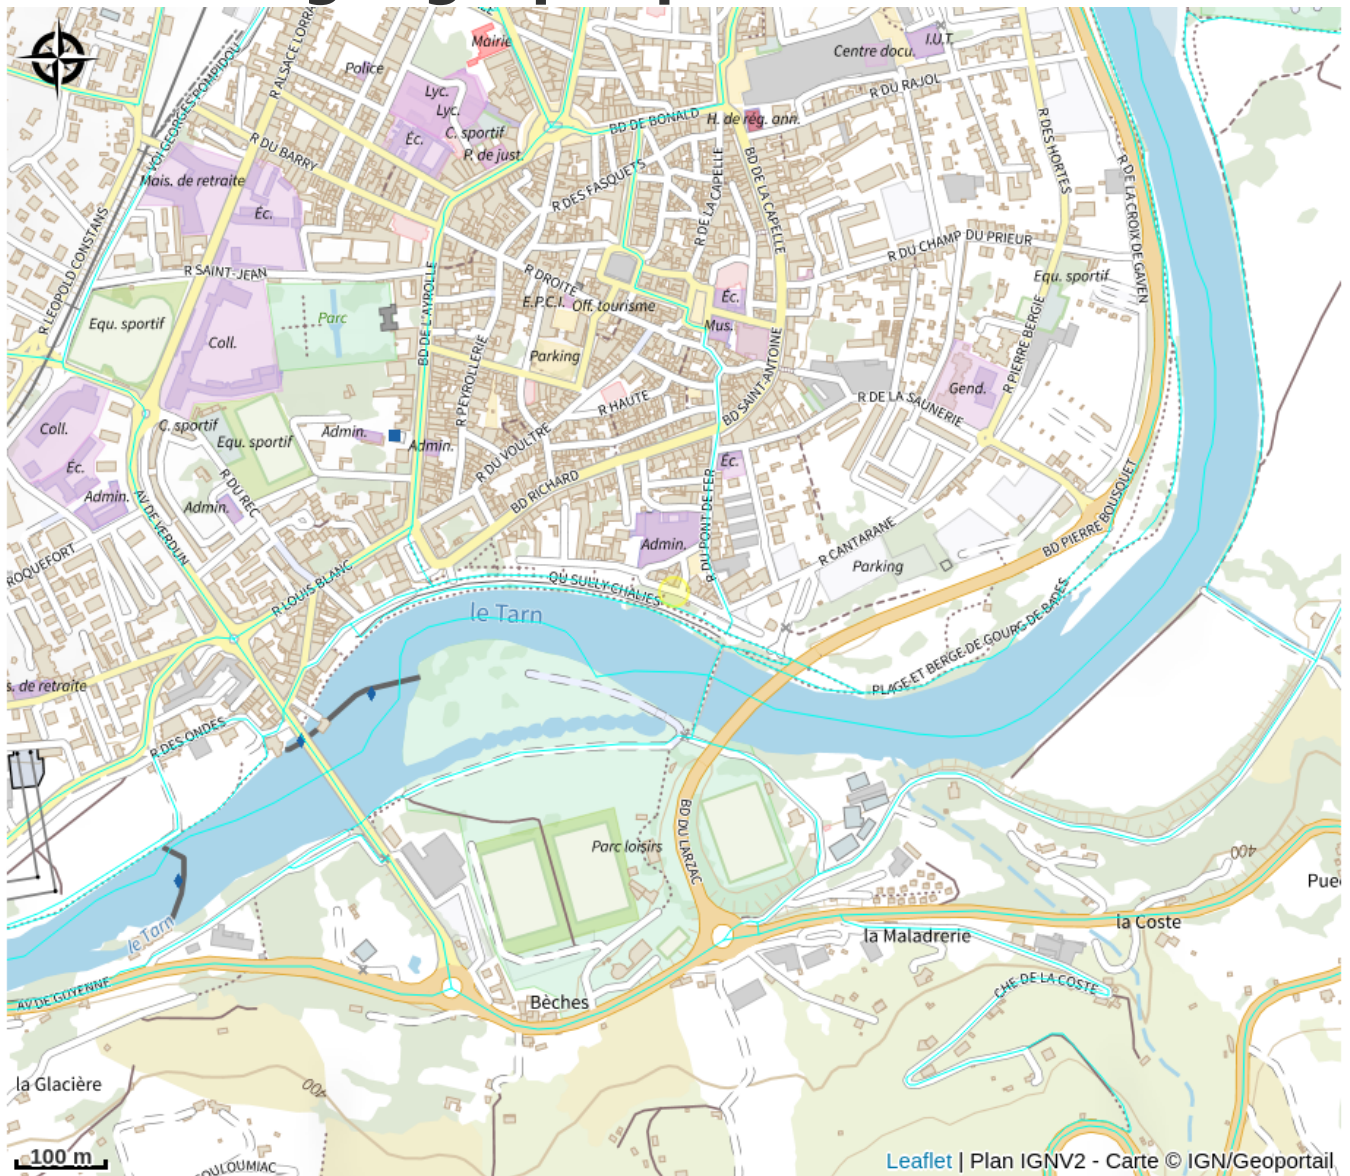 Mairie
I.U.T.
Centre docu.
Police
R ALSACE LORRA
VOI GEORGES POMPIDOU
Lyc.
Lyc.
R DU RAJOL
BD DE BONALD
H. de rég. ann.
C. sportif
Éc.
P. de just.
R DU BARRY
R DES HORTES
Mais. de retraite
R DES FASQUETS
R DE LA CAPELLE
BD DE LA CAPELLE
R DE LA CROIX DE GAVEN
Éc.
R LEOPOLD CONSTANS
R DU CHAMP DU PRIEUR
R SAINT-JEAN
R DROITE
Equ. sportif
E.P.C.I.
Off. tourisme
Éc.
Equ. sportif
Parc
Mus.
BD DE L'AYROLLE
Coll.
Parking
R PEYROLLERIE
BD SAINT-ANTOINE
R PIERRE BERGIE
Gend.
R HAUTE
R DE LA SAUNERIE
Coll.
C. sportif
Equ. sportif
Admin.
Admin.
R DU VOULTRE
Éc.
Éc.
R DU REC
BD RICHARD
Admin.
Admin.
AV DE VERDUN
R DU PONT DE FER
BD PIERRE BOUSQUET
R CANTARANE
Admin.
ROQUEFORT
Parking
R LOUIS BLANC
QU SULLY-CHALIES
le Tarn
PLAGE ET BERGE DE GOURG DE BADES
s. de retraite
R DES ONDES
BD DU LARZAC
Parc loisirs
400
Pue
le Tarn
la Maladrerie
la Coste
AV DE GUYENNE
Bèches
CHE DE LA COSTE
la Glacière
400
OULOUMIAC
100 m
Leaflet | Plan IGNV2 - Carte © IGN/Geoportail